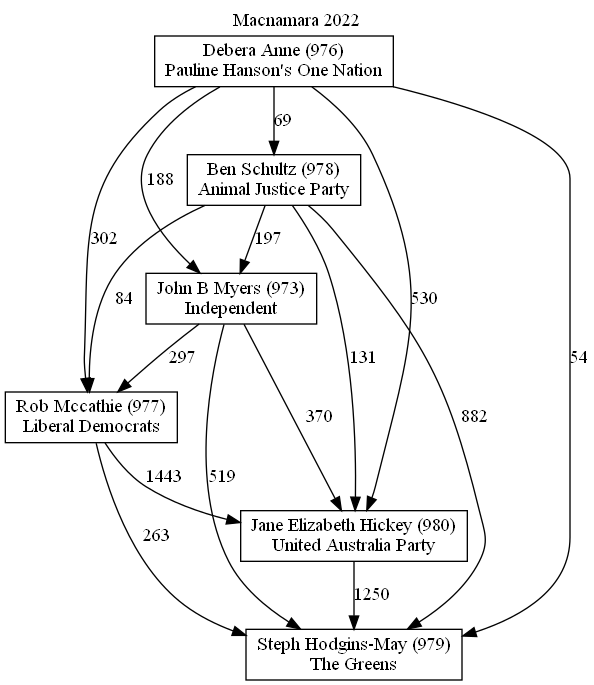 Macnamara 2022
Debera Anne (976)
Pauline Hanson's One Nation
69
Ben Schultz (978)
Animal Justice Party
188
302
197
84
530
54
John B Myers (973)
Independent
297
131
370
882
519
Rob Mccathie (977)
Liberal Democrats
1443
263
Jane Elizabeth Hickey (980)
United Australia Party
1250
Steph Hodgins-May (979)
The Greens